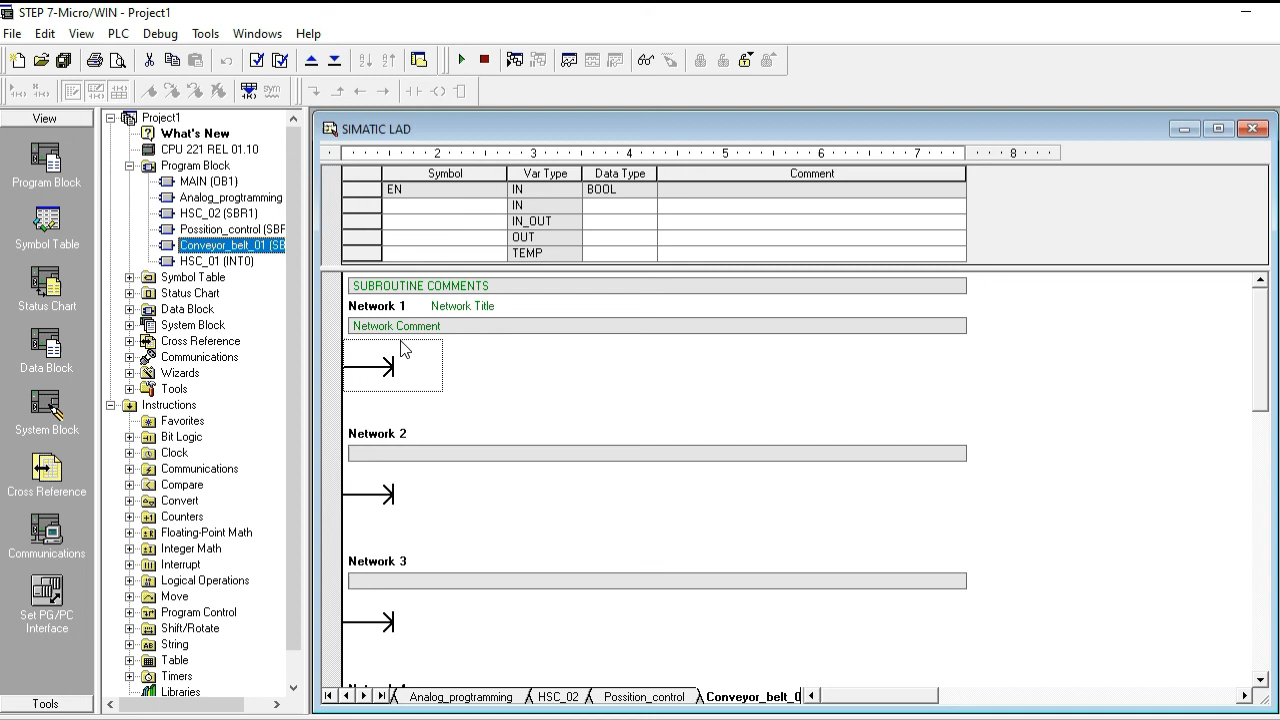 STEP 7-Micro/WIN - Project1
File Edit View PLC Debug Tools Windows Help
View
Program Block
Symbol Table
Status Chart
Data Block
System Block
Cross Reference
Communications
Set PG/PC
Interface
Tools
Project1
What's New
CPU 221 REL 01.10
Program Block
MAIN (OB1)
Analog_progtramming
HSC_02 (SBR1)
Possition_control (SBF
Conveyor_belt_01 (SB
HSC_01 (INT0)
Symbol Table
Status Chart
Data Block
System Block
Cross Reference
Communications
Wizards
Tools
Instructions
Favorites
Bit Logic
Clock
Communications
Compare
Convert
Counters
Floating-Point Math
Integer Math
Interrupt
Logical Operations
Move
Program Control
Shift/Rotate
String
Table
Timers
Libraries
SIMATIC LAD
2 3 4 5 6 7 8
Symbol Var Type Data Type Comment
EN IN BOOL
IN
IN_OUT
OUT
TEMP
SUBROUTINE COMMENTS
Network 1 Network Title
Network Comment
Network 2
Network 3
Analog_progtramming HSC_02 Possition_control Conveyor_belt_0